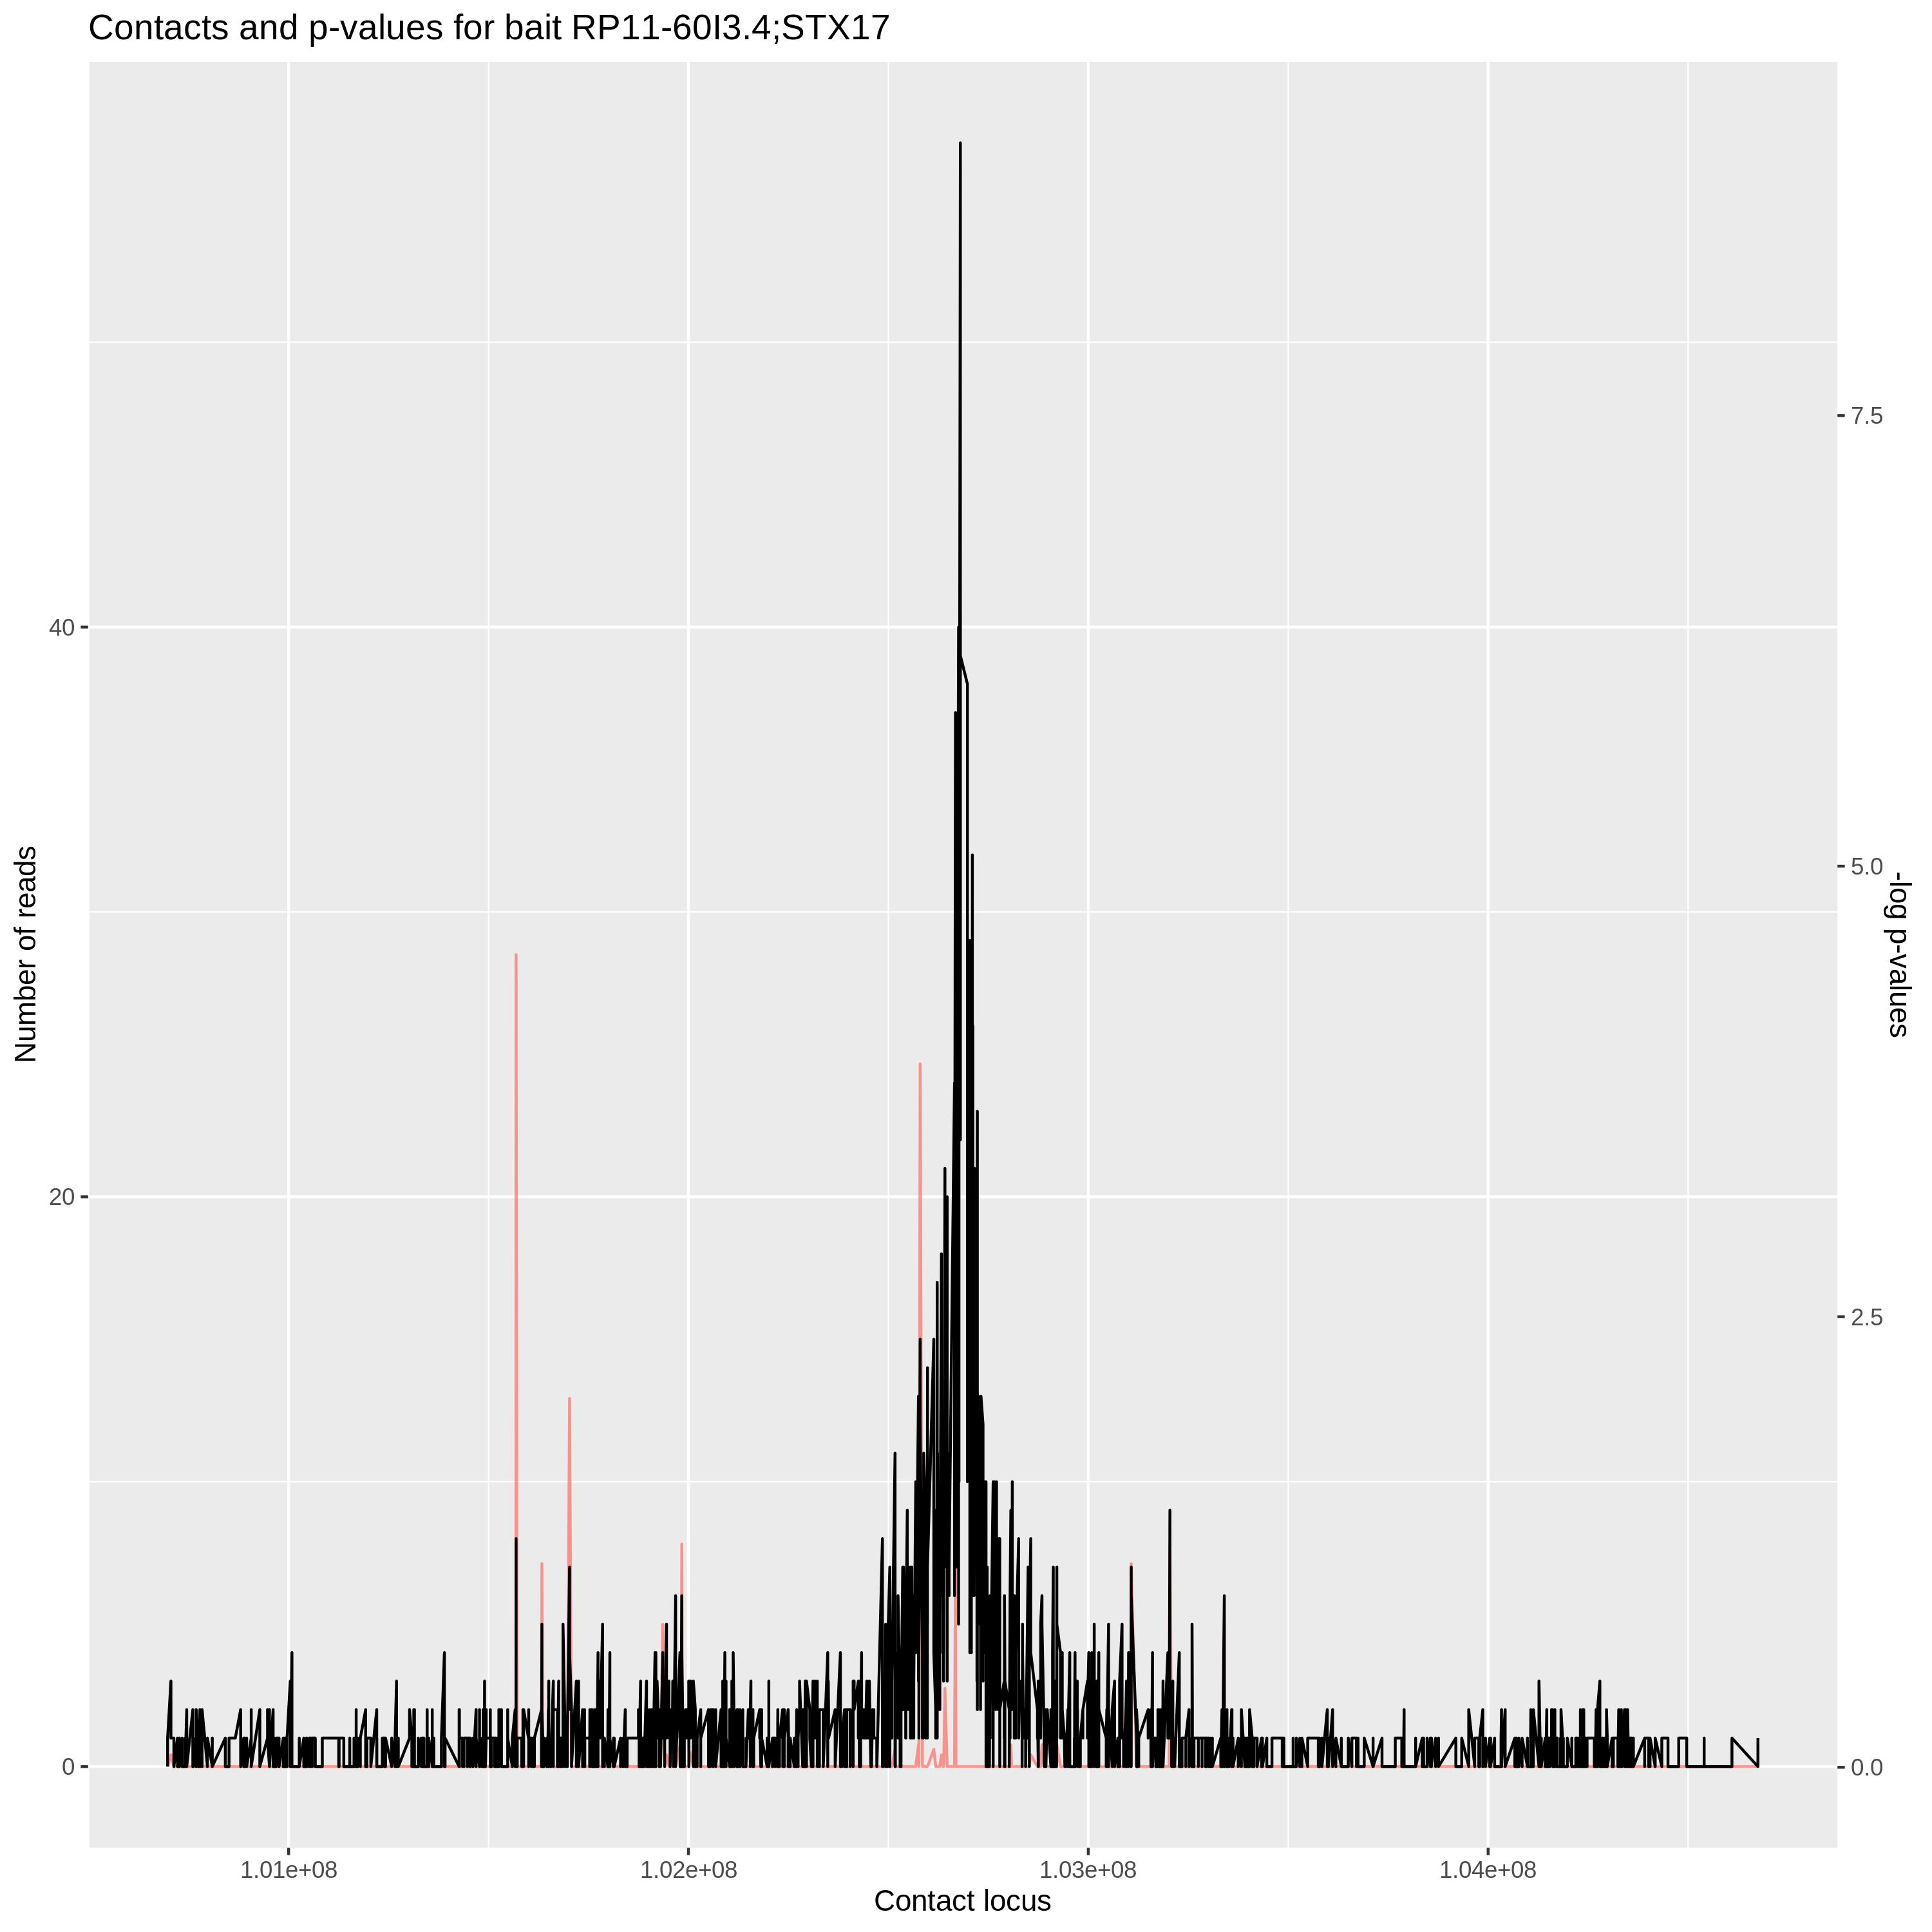 Contacts and p-values for bait RP11-60I3.4;STX17
Number of reads
40
20
0
7.5
5.0
2.5
0.0
-log p-values
1.01e+08
1.02e+08
1.03e+08
1.04e+08
Contact locus